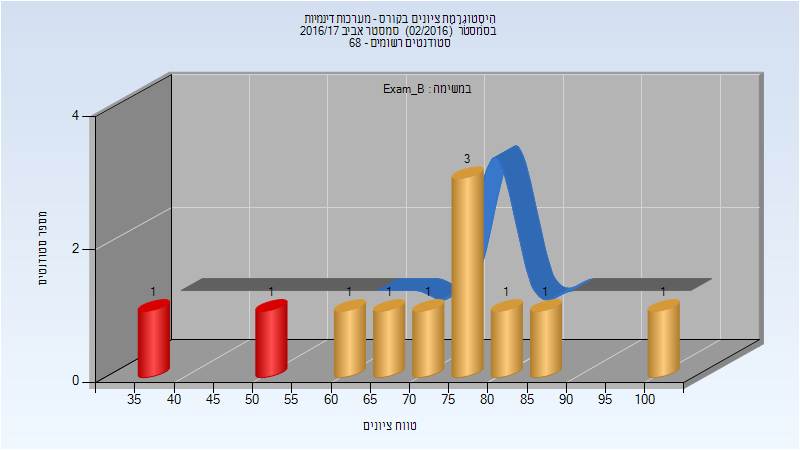 היסטוגרמת ציונים בקורס - מערכות דינמיות
בסמסטר (02/2016) סמסטר אביב 2016/17
סטודנטים רשומים - 68
במשימה : Exam_B
4
2
0
מספר סטודנטים
1
1
1
1
1
3
1
1
1
35 40 45 50 55 60 65 70 75 80 85 90 95 100
טווח ציונים